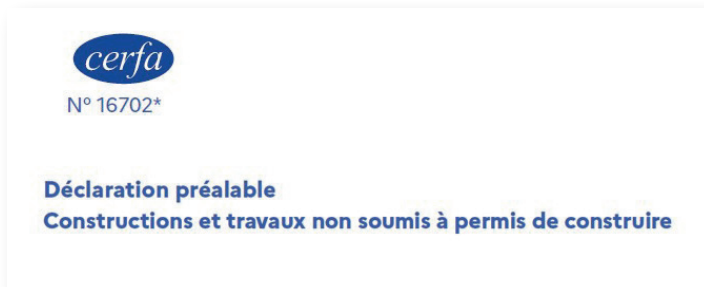 cerfa
N° 16702*
Déclaration préalable
Constructions et travaux non soumis à permis de construire